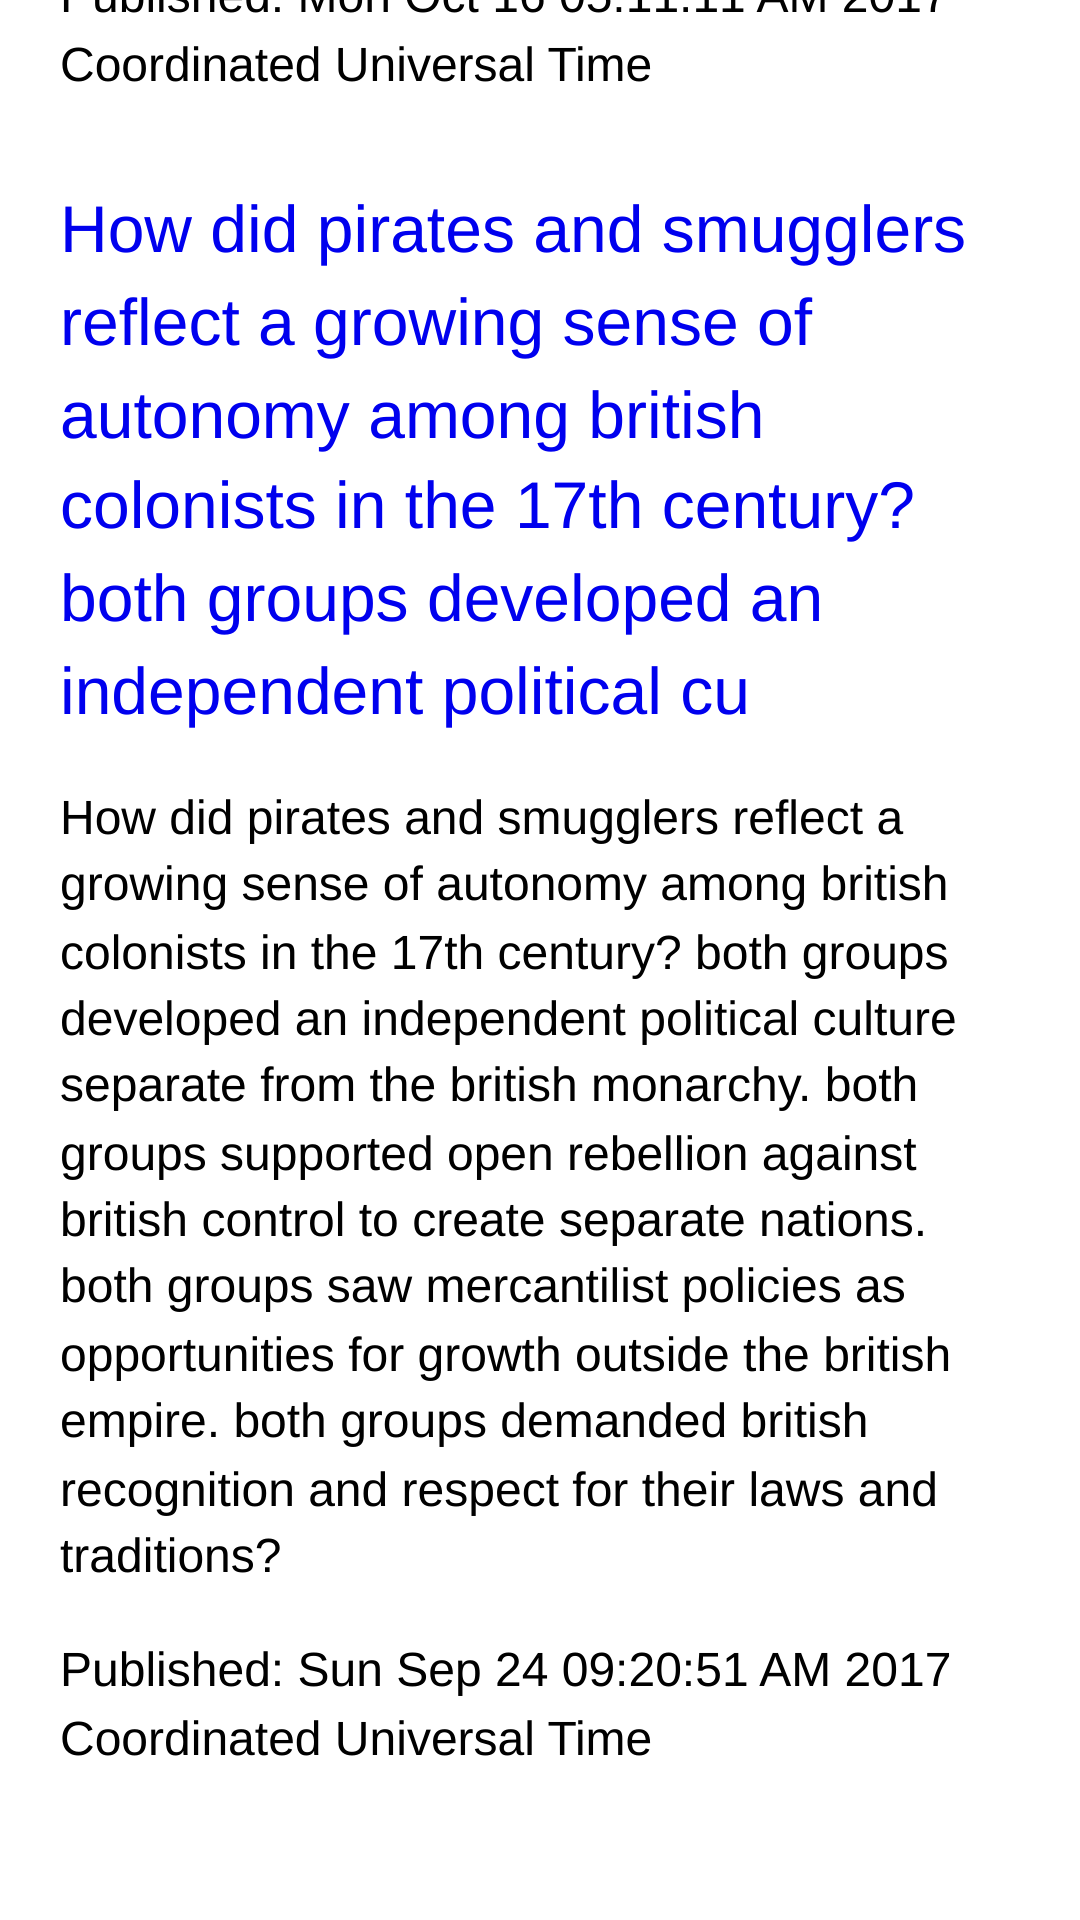 Published: Mon Oct 16 05:11:11 AM 2017
Coordinated Universal Time
How did pirates and smugglers
reflect a growing sense of
autonomy among british
colonists in the 17th century?
both groups developed an
independent political cu
How did pirates and smugglers reflect a
growing sense of autonomy among british
colonists in the 17th century? both groups
developed an independent political culture
separate from the british monarchy. both
groups supported open rebellion against
british control to create separate nations.
both groups saw mercantilist policies as
opportunities for growth outside the british
empire. both groups demanded british
recognition and respect for their laws and
traditions?
Published: Sun Sep 24 09:20:51 AM 2017
Coordinated Universal Time